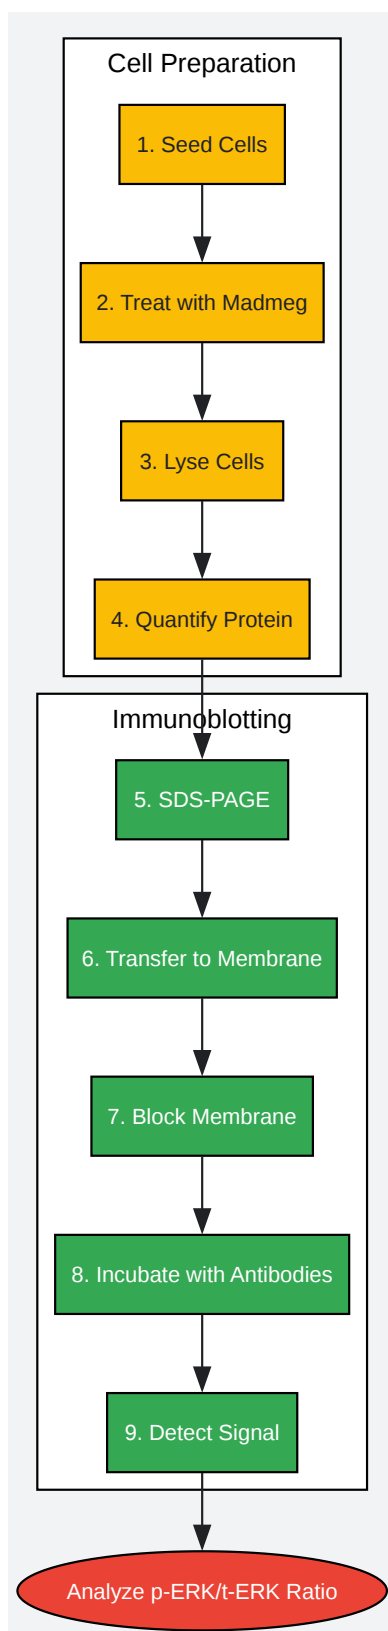 Cell Preparation
1. Seed Cells
2. Treat with Madmeg
3. Lyse Cells
4. Quantify Protein
Immunoblotting
5. SDS-PAGE
6. Transfer to Membrane
7. Block Membrane
8. Incubate with Antibodies
9. Detect Signal
Analyze p-ERK/t-ERK Ratio